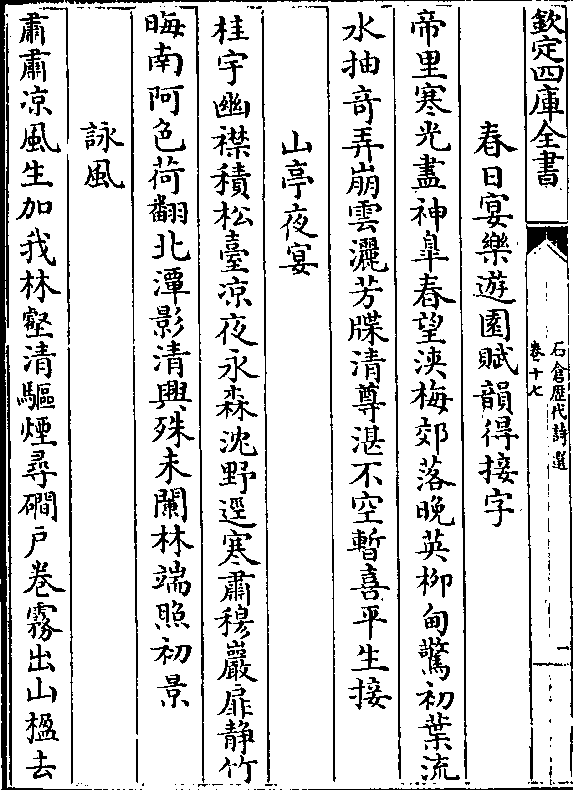 欽定四庫全書
石倉歴代詩選
卷十七
二
春日宴樂遊園賦韻得接字
帝里寒光盡神臯春望浹梅郊落晚英柳甸驚初葉流
水抽奇弄崩雲灑芳牒清尊湛不空暫喜平生接
山亭夜宴
桂宇幽襟積松臺凉夜永森沈野逕寒肅穆巖扉靜竹
晦南阿色荷翻北潭影清興殊未闌林端照初景
詠風
肅肅凉風生加我林壑清驅煙尋磵戶卷霧出山楹去